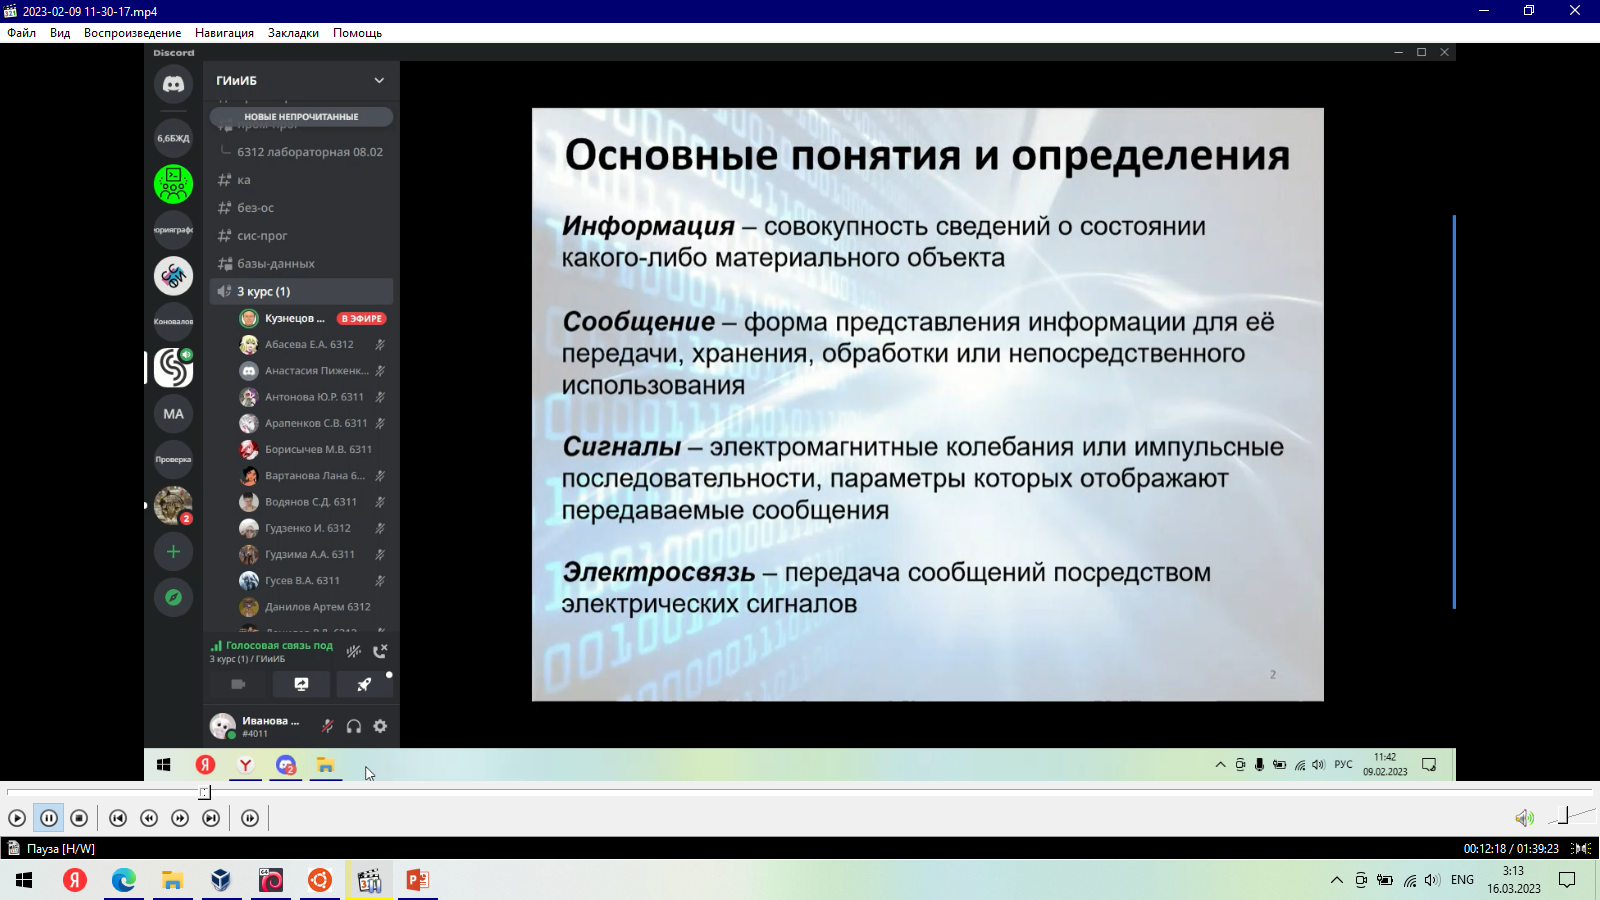 2023-02-09 11-30-17.mp4
Файл Вид Воспроизведение Навигация Закладки Помощь
Discord
ГИиИБ
НОВЫЕ НЕПРОЧИТАННЫЕ
6312 лабораторная 08.02
ка
без-ос
сис-прог
базы-данных
3 курс (1)
Кузнецов ... В ЭФИРЕ
Абасева Е.А. 6312
Анастасия Пиженк...
Антонова Ю.Р. 6311
Арапенков С.В. 6311
Борисычев М.В. 6311
Вартанова Лана 6...
Водянов С.Д. 6311
Гудзенко И. 6312
Гудзима А.А. 6311
Гусев В.А. 6311
Данилов Артем 6312
Голосовая связь под
3 курс (1) / ГИиИБ
Иванова ...
#4011
6,6БЖД
Коновалов
МА
Проверка
2
Основные понятия и определения
Информация – совокупность сведений о состоянии
какого-либо материального объекта
Сообщение – форма представления информации для её
передачи, хранения, обработки или непосредственного
использования
Сигналы – электромагнитные колебания или импульсные
последовательности, параметры которых отображают
передаваемые сообщения
Электросвязь – передача сообщений посредством
электрических сигналов
2
Я Y 2
РУС 11:42
09.02.2023
Пауза [H/W]
00:12:18 / 01:39:23
Я
ENG 3:13
16.03.2023